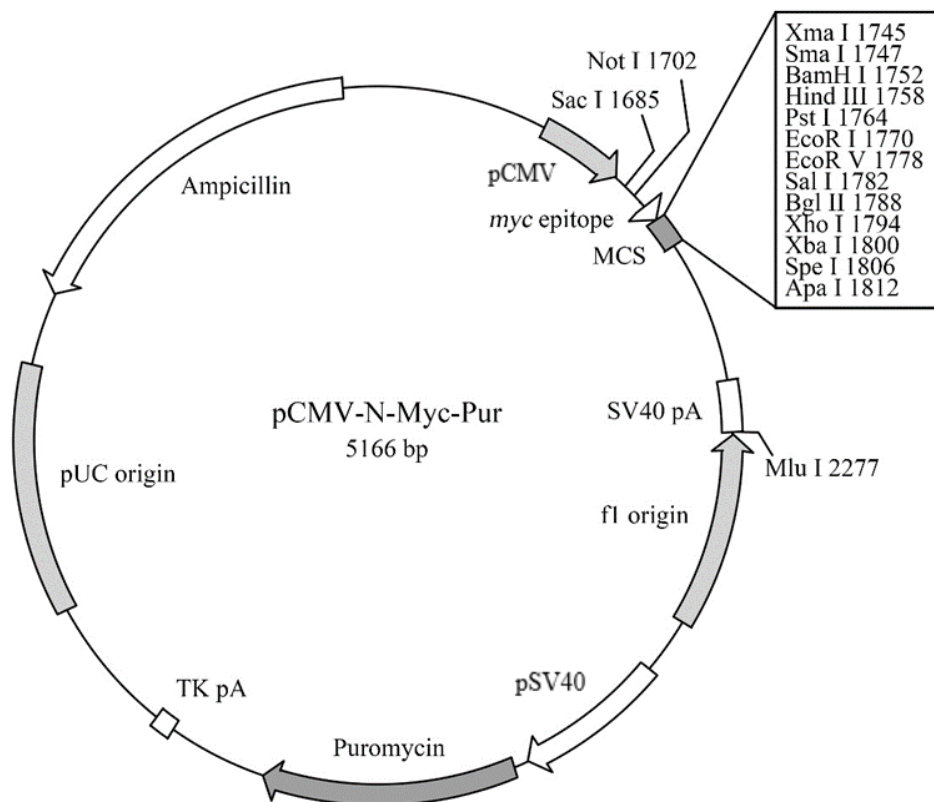 Xma I 1745
Sma I 1747
BamH I 1752
Hind III 1758
Pst I 1764
EcoR I 1770
EcoR V 1778
Sal I 1782
Bgl II 1788
Xho I 1794
Xba I 1800
Spe I 1806
Apa I 1812
Not I 1702
Sac I 1685
pCMV
myc epitope
MCS
Ampicillin
pCMV-N-Myc-Pur
5166 bp
SV40 pA
Mlu I 2277
f1 origin
pUC origin
pSV40
TK pA
Puromycin